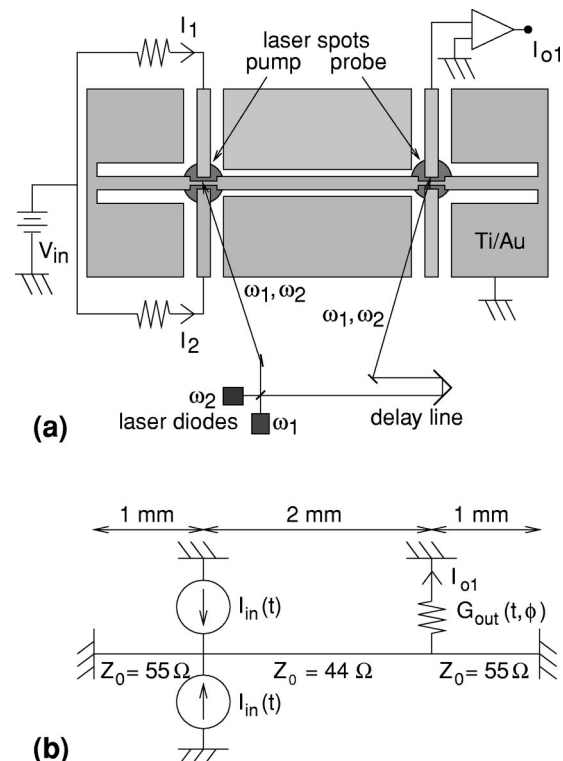 I1
laser spots
pump
probe
Io1
Vin
Ti/Au
ω1, ω2
ω1, ω2
I2
ω2
laser diodes
ω1
delay line
(a)
1 mm
2 mm
1 mm
Iin(t)
Io1
Gout(t,ϕ)
Z0 = 55 Ω
Z0 = 44 Ω
Z0 = 55 Ω
Iin(t)
(b)